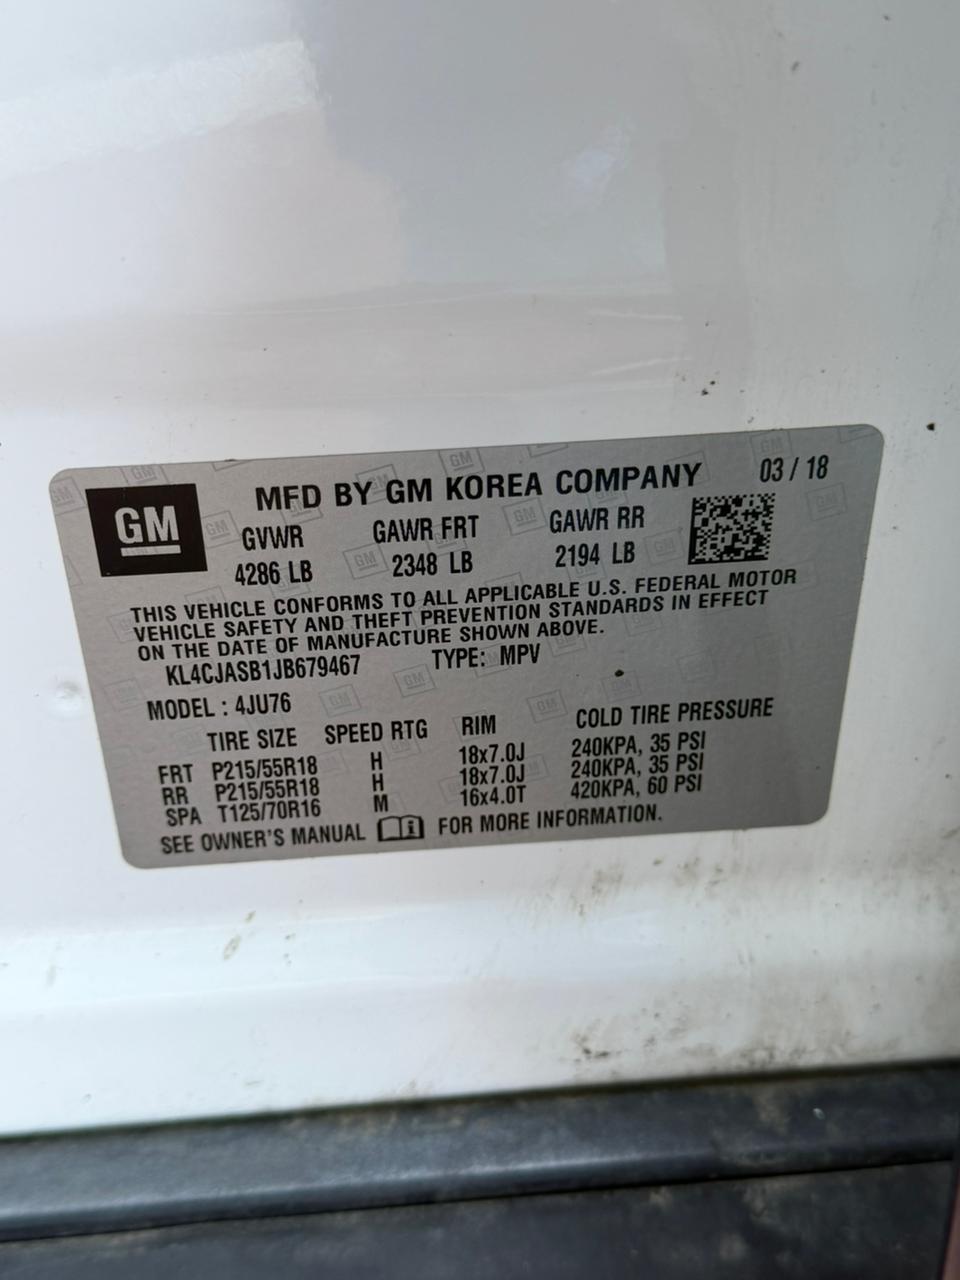 GM
MFD BY GM KOREA COMPANY 03 / 18
GVWR GAWR FRT GAWR RR
4286 LB 2348 LB 2194 LB
THIS VEHICLE CONFORMS TO ALL APPLICABLE U.S. FEDERAL MOTOR
VEHICLE SAFETY AND THEFT PREVENTION STANDARDS IN EFFECT
ON THE DATE OF MANUFACTURE SHOWN ABOVE.
KL4CJASB1JB679467 TYPE: MPV
MODEL : 4JU76
TIRE SIZE SPEED RTG RIM COLD TIRE PRESSURE
FRT P215/55R18 H 18x7.0J 240KPA, 35 PSI
RR P215/55R18 H 18x7.0J 240KPA, 35 PSI
SPA T125/70R16 M 16x4.0T 420KPA, 60 PSI
SEE OWNER'S MANUAL i FOR MORE INFORMATION.